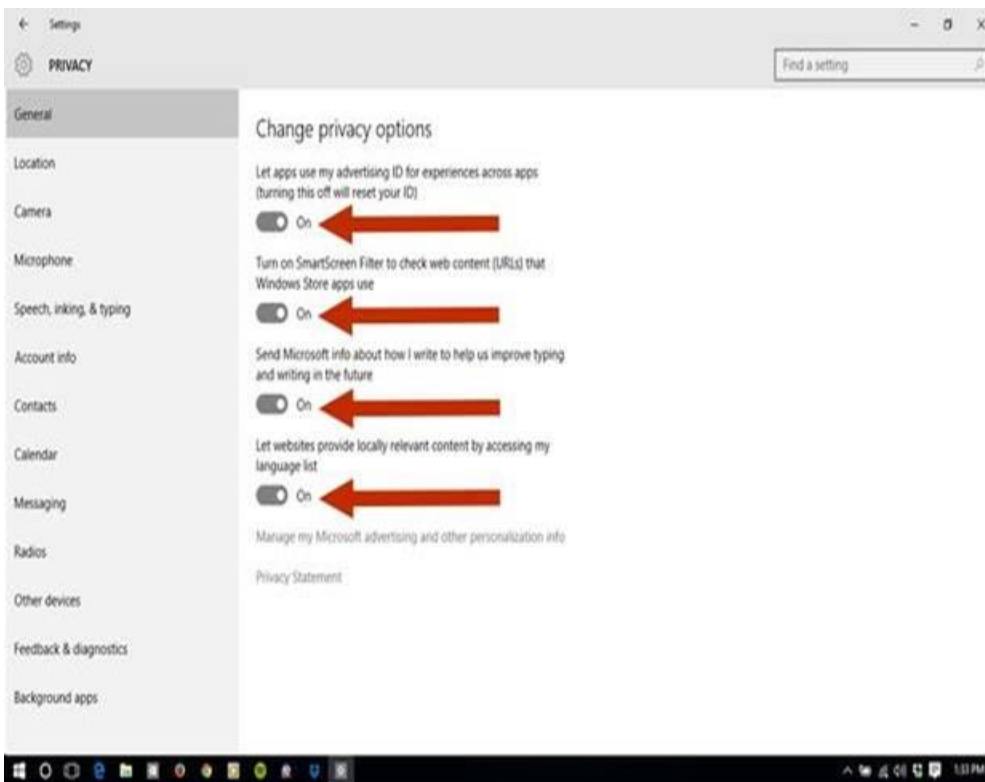 Settings
PRIVACY
Find a setting
General
Location
Camera
Microphone
Speech, inking, & typing
Account info
Contacts
Calendar
Messaging
Radios
Other devices
Feedback & diagnostics
Background apps
Change privacy options
Let apps use my advertising ID for experiences across apps
(turning this off will reset your ID)
On
Turn on SmartScreen Filter to check web content (URLs) that
Windows Store apps use
On
Send Microsoft info about how I write to help us improve typing
and writing in the future
On
Let websites provide locally relevant content by accessing my
language list
On
Manage my Microsoft advertising and other personalization info
Privacy Statement
1:33 PM